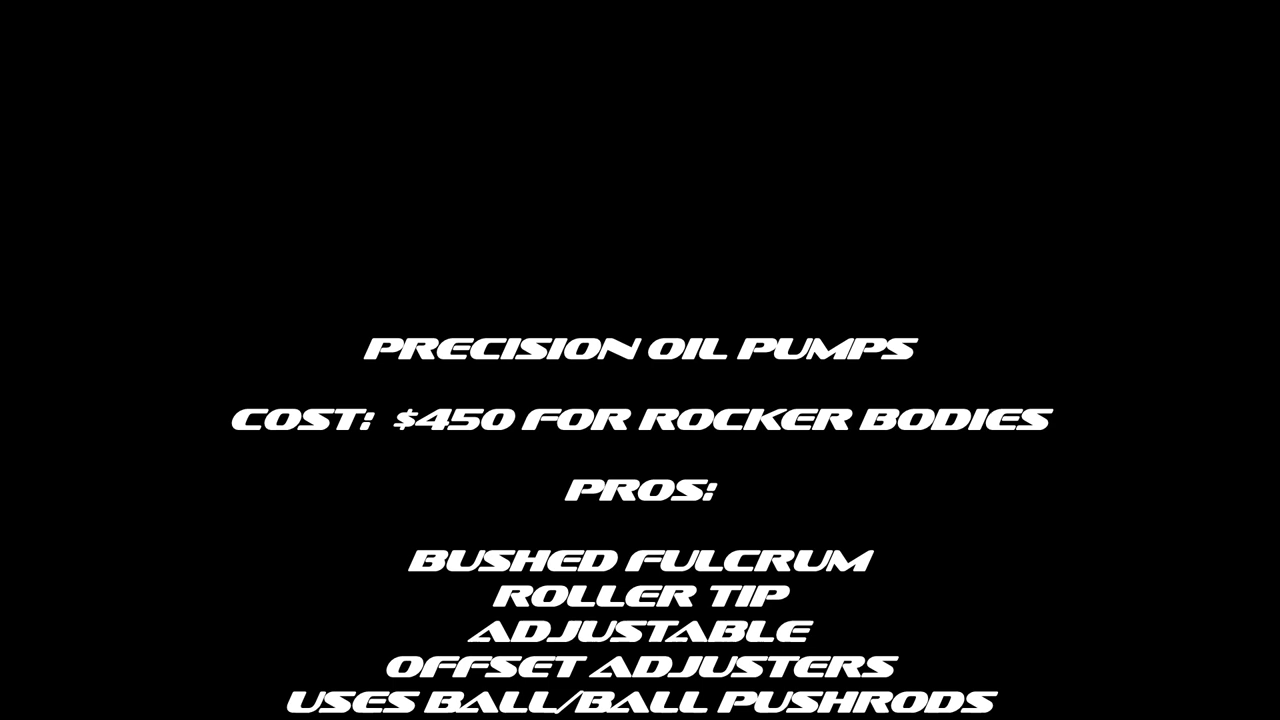 PRECISION OIL PUMPS
COST: $450 FOR ROCKER BODIES
PROS:
BUSHED FULCRUM
ROLLER TIP
ADJUSTABLE
OFFSET ADJUSTERS
USES BALL/BALL PUSHRODS